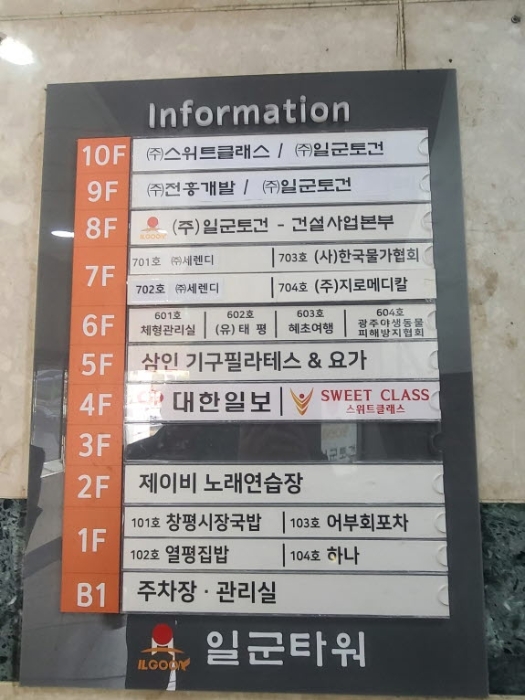 Information
10F ㈜스위트클래스 / ㈜일군토건
9F ㈜전흥개발 / ㈜일군토건
8F ILGOON (주)일군토건 - 건설사업본부
7F 701호 ㈜세렌디 703호 (사)한국물가협회
702호 ㈜세렌디 704호 (주)지로메디칼
6F 601호 체형관리실 602호 (유)태 평 603호 혜초여행 604호 광주야생동물 피해방지협회
5F 삼인 기구필라테스 & 요가
4F 대한일보 SWEET CLASS 스위트클래스
3F
2F 제이비 노래연습장
1F 101호 창평시장국밥 103호 어부회포차
102호 열평집밥 104호 하나
B1 주차장 · 관리실
ILGOON 일군타워